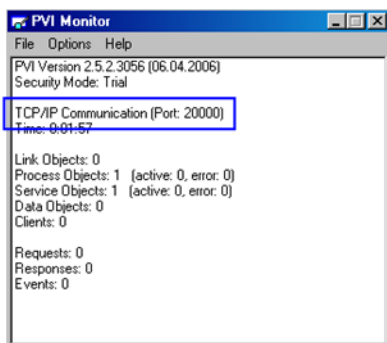 PVI Monitor
File Options Help
PVI Version 2.5.2.3056 (06.04.2006)
Security Mode: Trial
TCP/IP Communication (Port: 20000)
Time: 0:01:57
Link Objects: 0
Process Objects: 1 (active: 0, error: 0)
Service Objects: 1 (active: 0, error: 0)
Data Objects: 0
Clients: 0
Requests: 0
Responses: 0
Events: 0